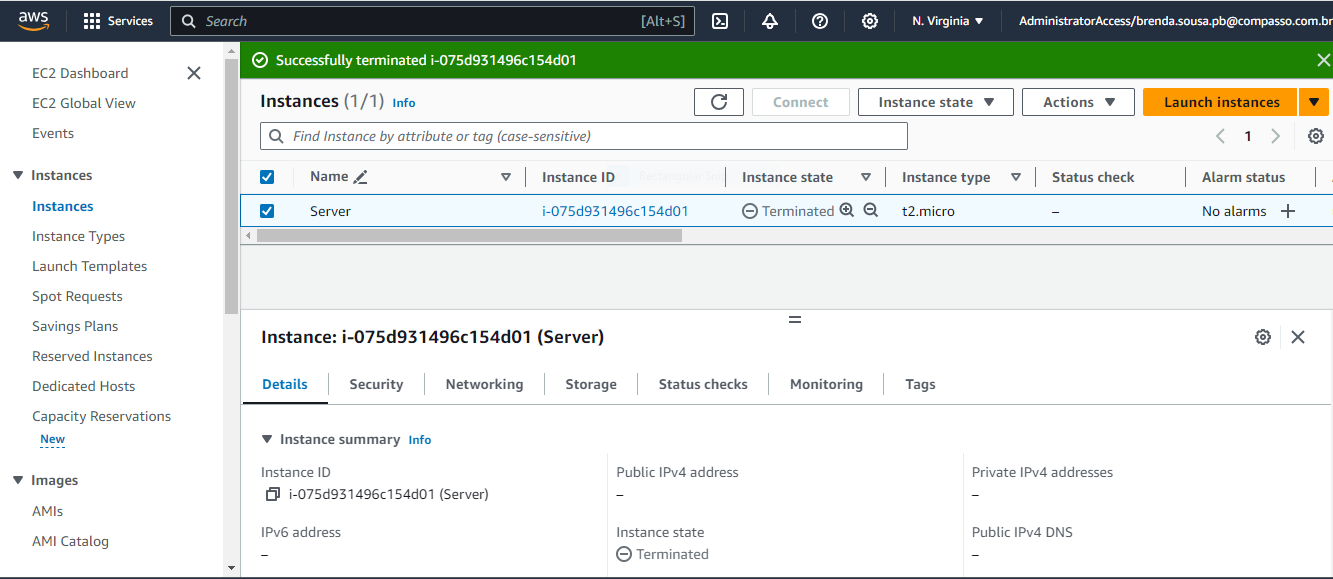 aws Services Search [Alt+S] N. Virginia AdministratorAccess/brenda.sousa.pb@compasso.com.br
EC2 Dashboard
EC2 Global View
Events
Instances
Instances
Instance Types
Launch Templates
Spot Requests
Savings Plans
Reserved Instances
Dedicated Hosts
Capacity Reservations
New
Images
AMIs
AMI Catalog
Successfully terminated i-075d931496c154d01
Instances (1/1) Info Connect Instance state Actions Launch instances
Find Instance by attribute or tag (case-sensitive) 1
Name Instance ID Instance state Instance type Status check Alarm status
Server i-075d931496c154d01 Terminated t2.micro – No alarms
Instance: i-075d931496c154d01 (Server)
Details Security Networking Storage Status checks Monitoring Tags
Instance summary Info
Instance ID Public IPv4 address Private IPv4 addresses
i-075d931496c154d01 (Server) – –
IPv6 address Instance state Public IPv4 DNS
– Terminated –